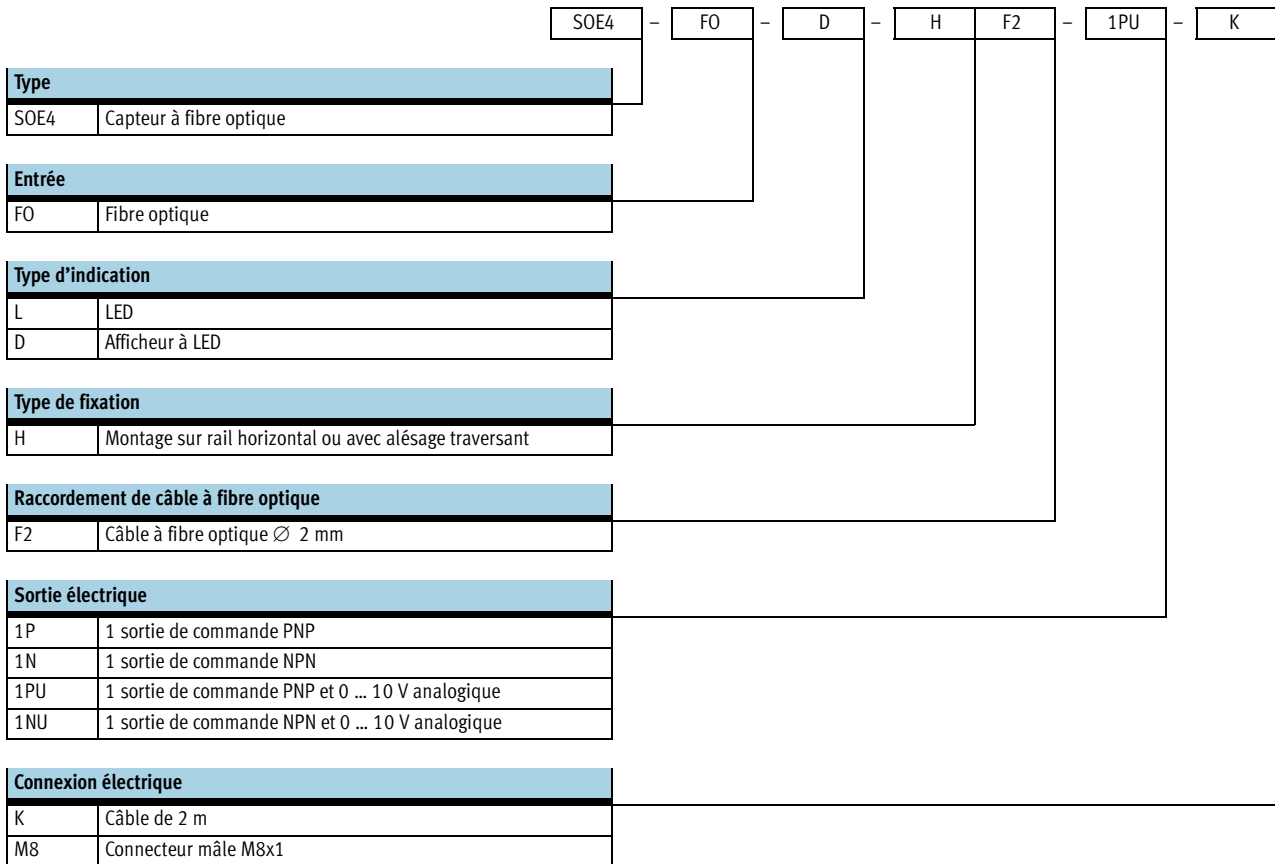 SOE4 – FO – D – H F2 – 1PU – K
Type
SOE4 Capteur à fibre optique
Entrée
FO Fibre optique
Type d’indication
L LED
D Afficheur à LED
Type de fixation
H Montage sur rail horizontal ou avec alésage traversant
Raccordement de câble à fibre optique
F2 Câble à fibre optique ∅ 2 mm
Sortie électrique
1P 1 sortie de commande PNP
1N 1 sortie de commande NPN
1PU 1 sortie de commande PNP et 0 ... 10 V analogique
1NU 1 sortie de commande NPN et 0 ... 10 V analogique
Connexion électrique
K Câble de 2 m
M8 Connecteur mâle M8x1